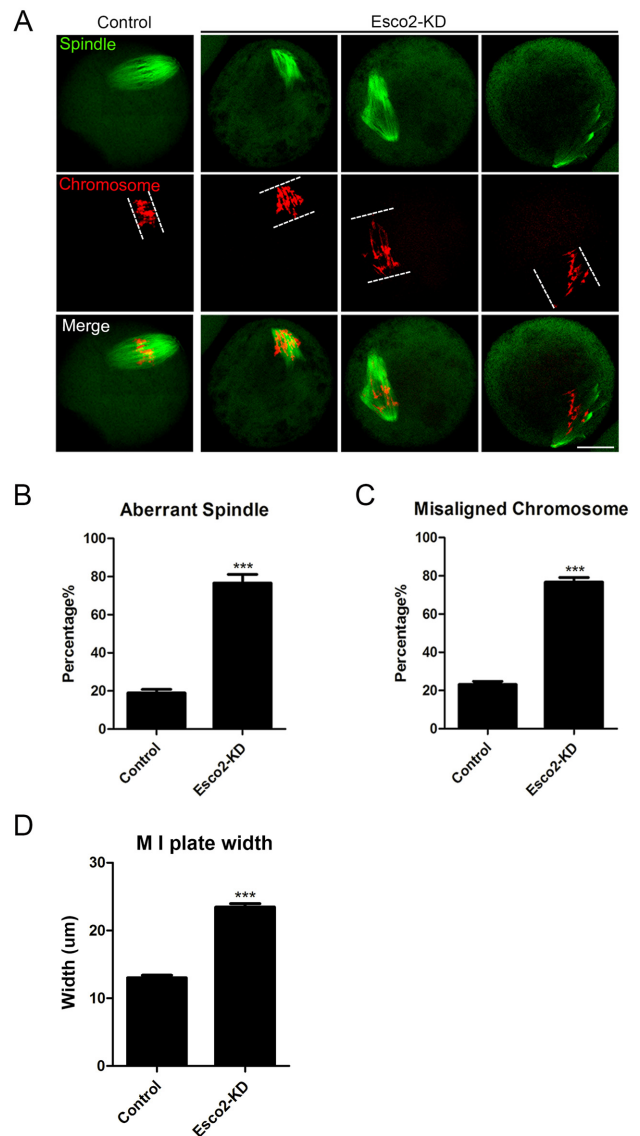 A
Control
Esco2-KD
Spindle
Chromosome
Merge
B
Aberrant Spindle
Percentage%
100
80
60
40
20
0
***
Control
Esco2-KD
C
Misaligned Chromosome
Percentage%
100
80
60
40
20
0
***
Control
Esco2-KD
D
M I plate width
Width (um)
30
20
10
0
***
Control
Esco2-KD